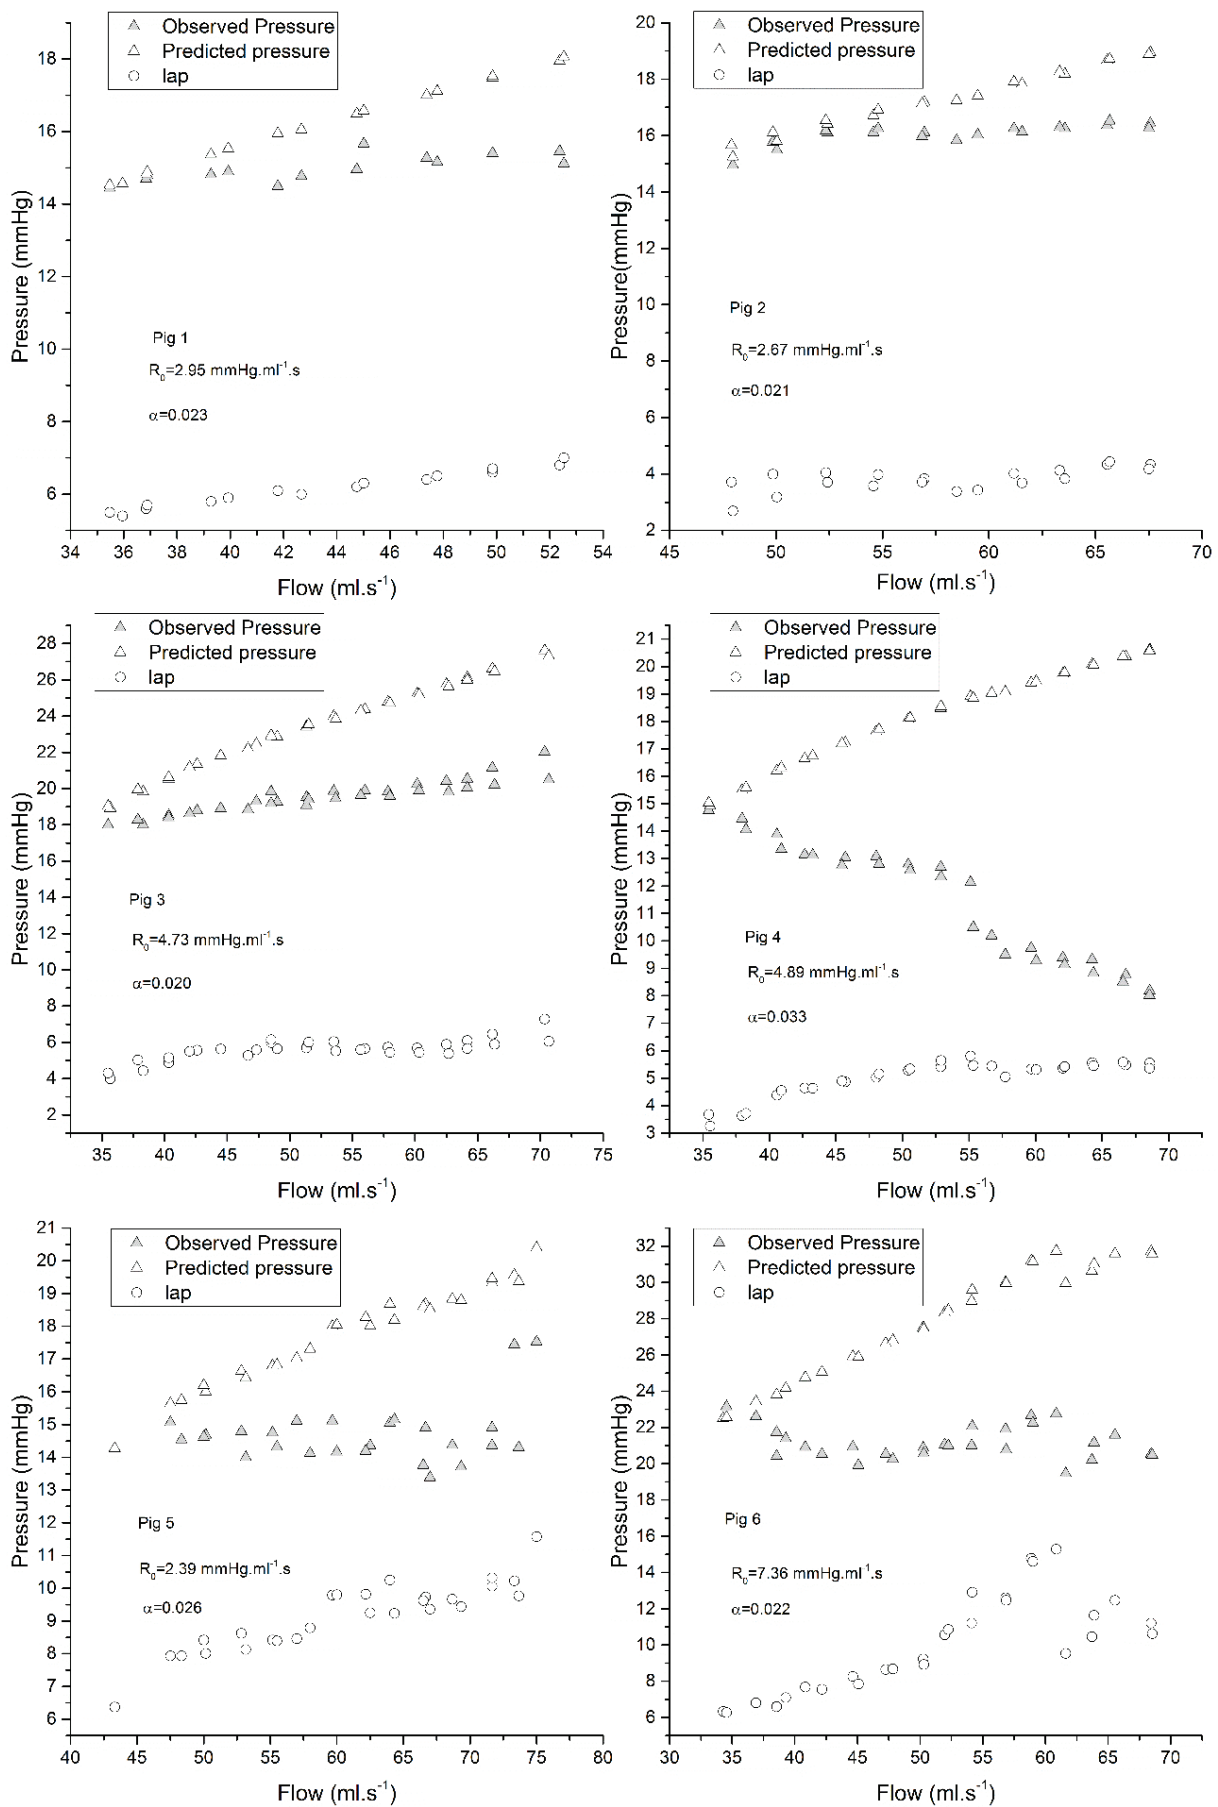 Observed Pressure
Predicted pressure
lap
18
16
14
12
10
8
6
34 36 38 40 42 44 46 48 50 52 54
Pressure (mmHg)
Flow (ml.s⁻¹)
Pig 1
R₀=2.95 mmHg.ml⁻¹.s
α=0.023
Observed Pressure
Predicted pressure
lap
20
18
16
14
12
10
8
6
4
2
45 50 55 60 65 70
Pressure(mmHg)
Flow (ml.s⁻¹)
Pig 2
R₀=2.67 mmHg.ml⁻¹.s
α=0.021
Observed Pressure
Predicted pressure
lap
28
26
24
22
20
18
16
14
12
10
8
6
4
2
35 40 45 50 55 60 65 70 75
Pressure (mmHg)
Flow (ml.s⁻¹)
Pig 3
R₀=4.73 mmHg.ml⁻¹.s
α=0.020
Observed Pressure
Predicted pressure
lap
21
20
19
18
17
16
15
14
13
12
11
10
9
8
7
6
5
4
3
35 40 45 50 55 60 65 70
Pressure (mmHg)
Flow (ml.s⁻¹)
Pig 4
R₀=4.89 mmHg.ml⁻¹.s
α=0.033
Observed Pressure
Predicted pressure
lap
21
20
19
18
17
16
15
14
13
12
11
10
9
8
7
6
40 45 50 55 60 65 70 75 80
Pressure (mmHg)
Flow (ml.s⁻¹)
Pig 5
R₀=2.39 mmHg.ml⁻¹.s
α=0.026
Observed Pressure
Predicted pressure
lap
32
30
28
26
24
22
20
18
16
14
12
10
8
6
30 35 40 45 50 55 60 65 70
Pressure (mmHg)
Flow (ml.s⁻¹)
Pig 6
R₀=7.36 mmHg.ml⁻¹.s
α=0.022